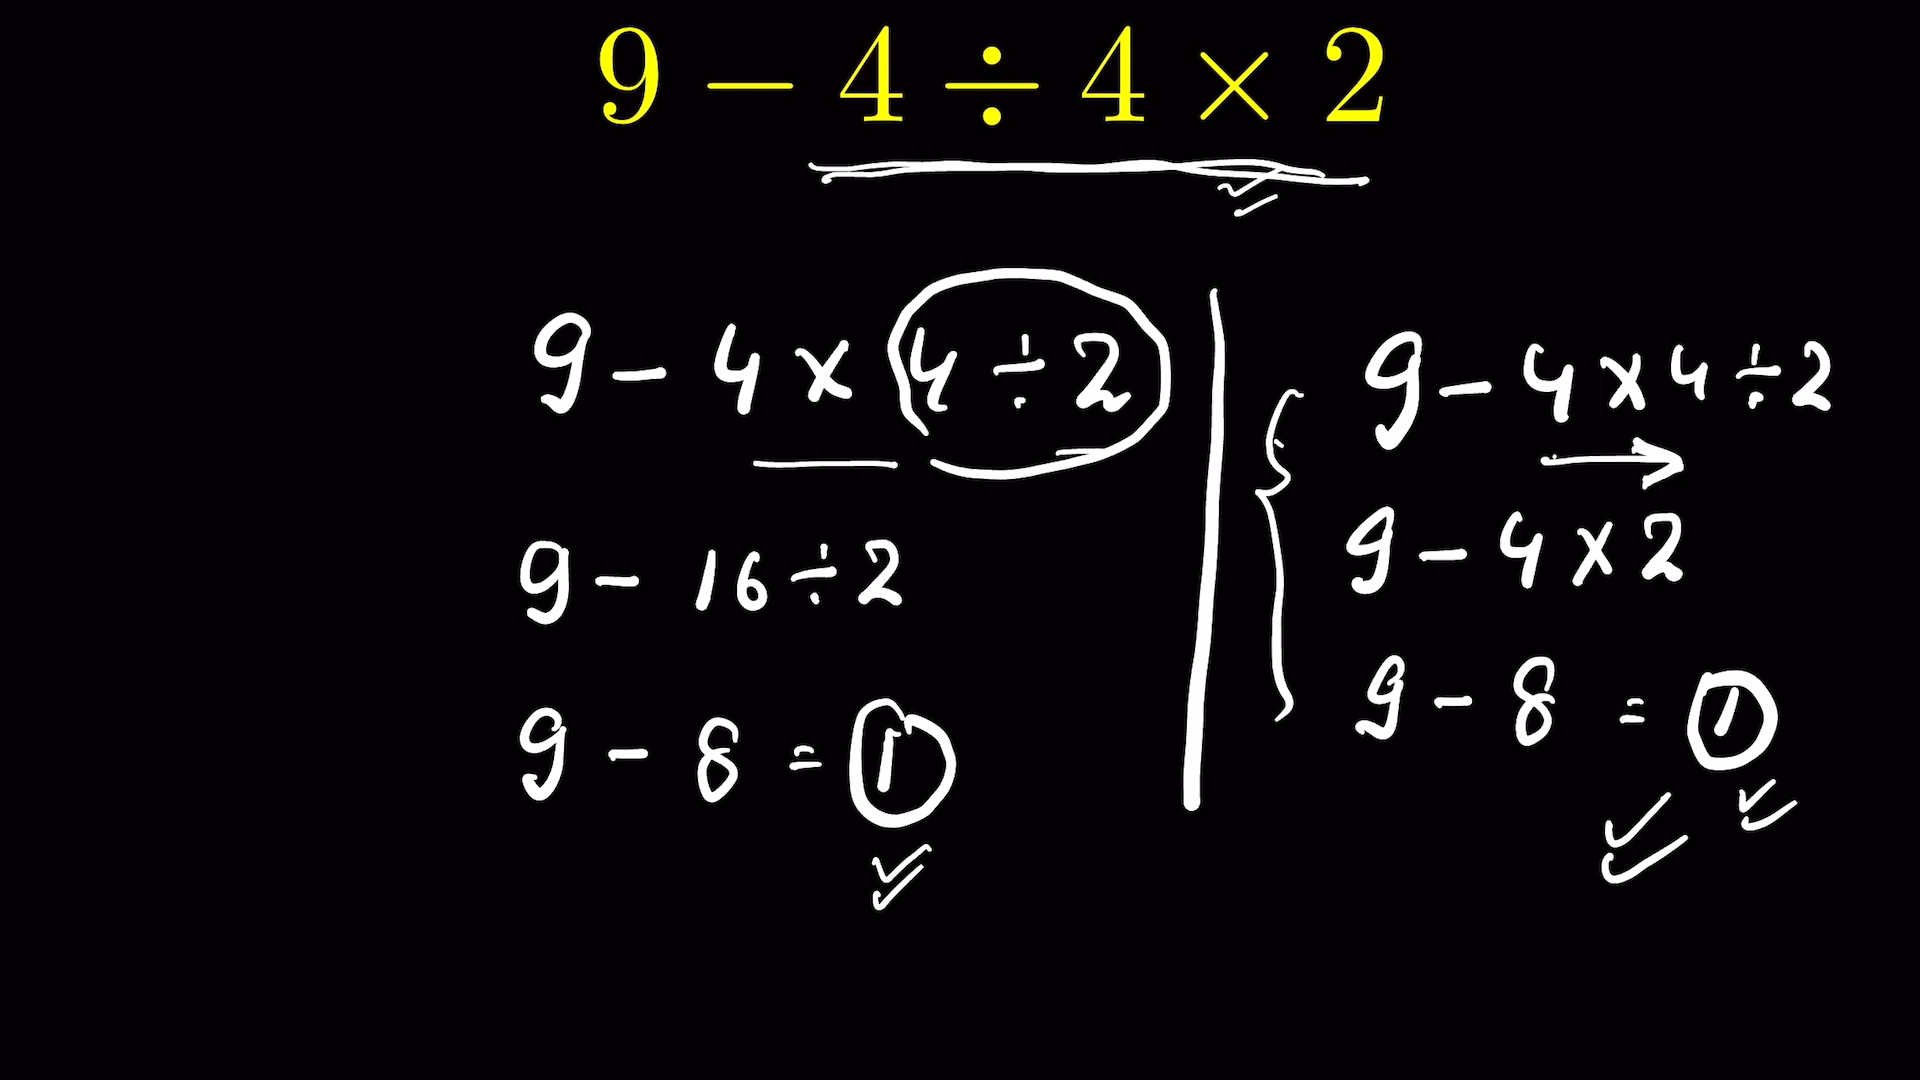 9 − 4 ÷ 4 × 2
9 − 4 × 4 ÷ 2
9 − 16 ÷ 2
9 − 8 = 1
9 − 4 × 4 ÷ 2
9 − 4 × 2
9 − 8 = 1